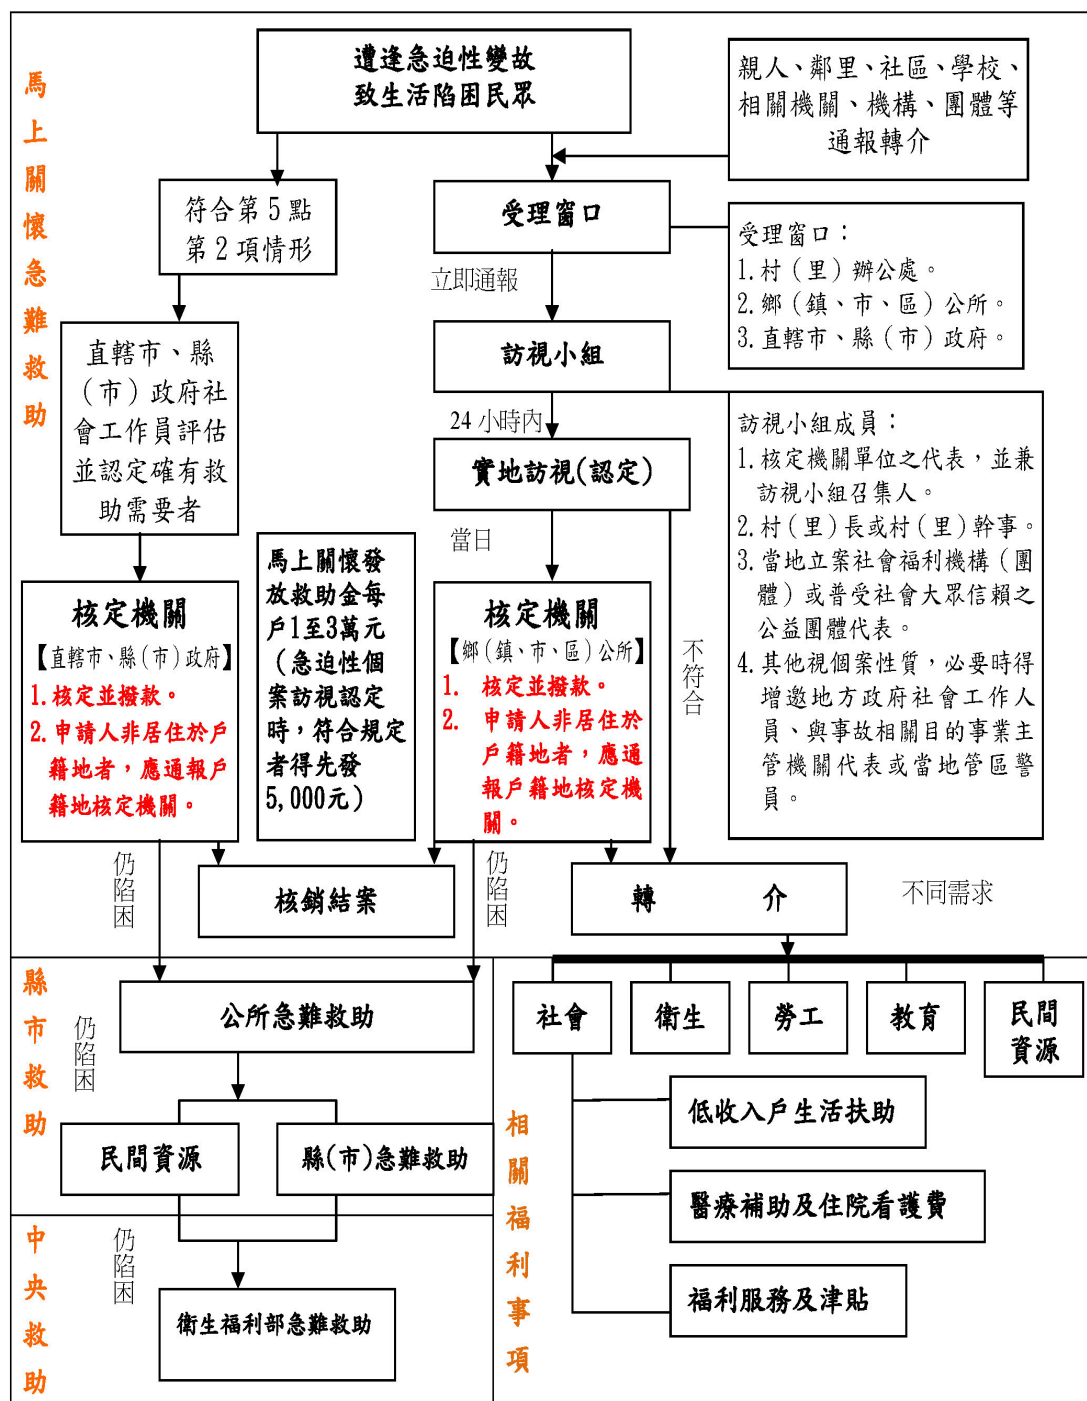 馬上關懷急難救助
遭逢急迫性變故
致生活陷困民眾
親人、鄰里、社區、學校、
相關機關、機構、團體等
通報轉介
符合第5點
第2項情形
受理窗口
受理窗口：
1.村（里）辦公處。
2.鄉（鎮、市、區）公所。
3.直轄市、縣（市）政府。
立即通報
直轄市、縣
（市）政府社
會工作員評估
並認定確有救
助需要者
訪視小組
24 小時內
訪視小組成員：
1.核定機關單位之代表，並兼
訪視小組召集人。
2.村（里）長或村（里）幹事。
3.當地立案社會福利機構（團
體）或普受社會大眾信賴之
公益團體代表。
4.其他視個案性質，必要時得
增邀地方政府社會工作人
員、與事故相關目的事業主
管機關代表或當地管區警
員。
實地訪視(認定)
當日
不符合
馬上關懷發
放救助金每
戶1至3萬元
（急迫性個
案訪視認定
時，符合規定
者得先發
5,000元）
核定機關
【直轄市、縣（市）政府】
1. 核定並撥款。
2. 申請人非居住於戶
籍地者，應通報戶
籍地核定機關。
核定機關
【鄉（鎮、市、區）公所】
1. 核定並撥款。
2. 申請人非居住於
戶籍地者，應通
報戶籍地核定機
關。
仍陷困
核銷結案
仍陷困
轉 介
不同需求
縣市救助
公所急難救助
仍陷困
民間資源
縣(市)急難救助
中央救助
仍陷困
衛生福利部急難救助
相關福利事項
社會
衛生
勞工
教育
民間
資源
低收入戶生活扶助
醫療補助及住院看護費
福利服務及津貼